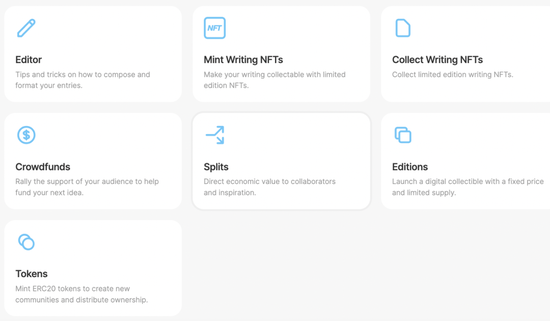 NFT
Editor
Tips and tricks on how to compose and
format your entries.
Mint Writing NFTs
Make your writing collectable with limited
edition NFTs.
Collect Writing NFTs
Collect limited edition writing NFTs.
$
Crowdfunds
Rally the support of your audience to help
fund your next idea.
Splits
Direct economic value to collaborators
and inspiration.
Editions
Launch a digital collectible with a fixed price
and limited supply.
Tokens
Mint ERC20 tokens to create new
communities and distribute ownership.